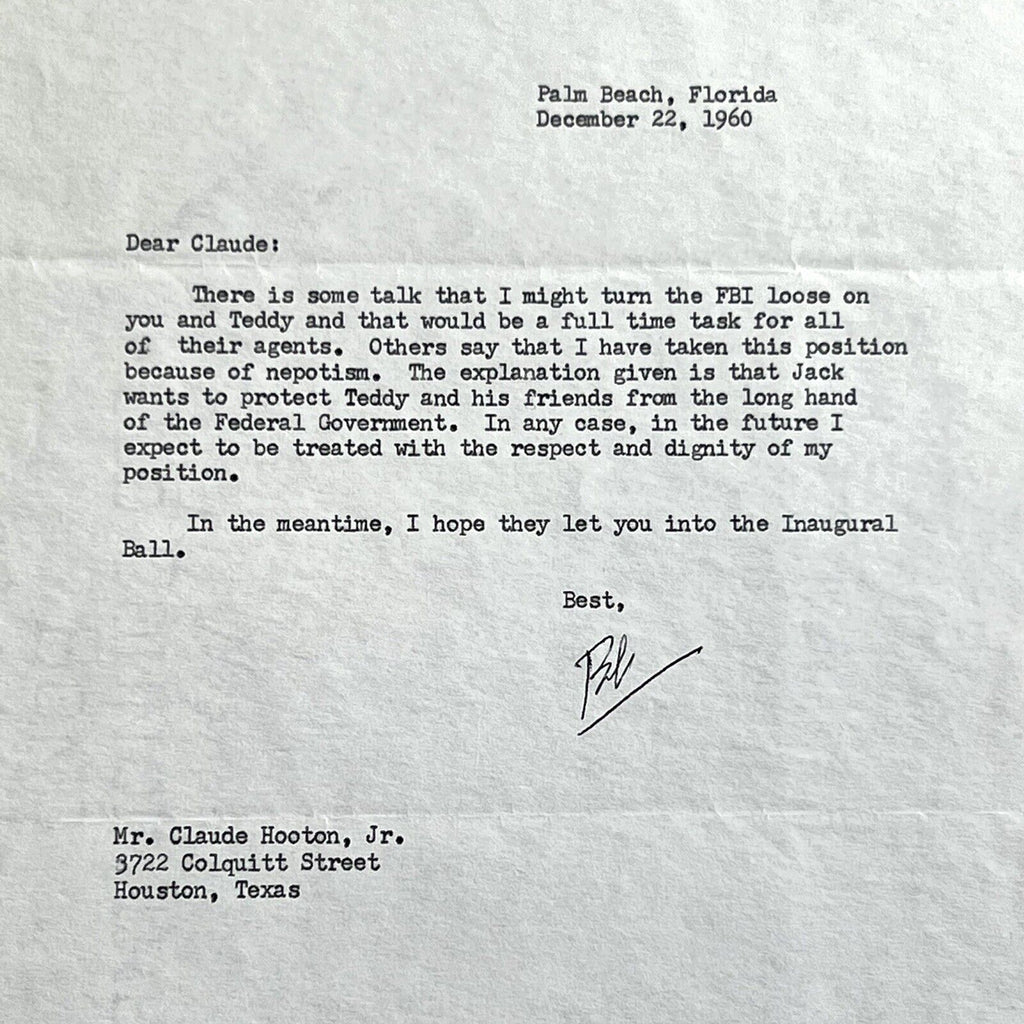 Palm Beach, Florida
December 22, 1960
Dear Claude:
There is some talk that I might turn the FBI loose on
you and Teddy and that would be a full time task for all
of their agents. Others say that I have taken this position
because of nepotism. The explanation given is that Jack
wants to protect Teddy and his friends from the long hand
of the Federal Government. In any case, in the future I
expect to be treated with the respect and dignity of my
position.
In the meantime, I hope they let you into the Inaugural
Ball.
Best,
Mr. Claude Hooton, Jr.
3722 Colquitt Street
Houston, Texas